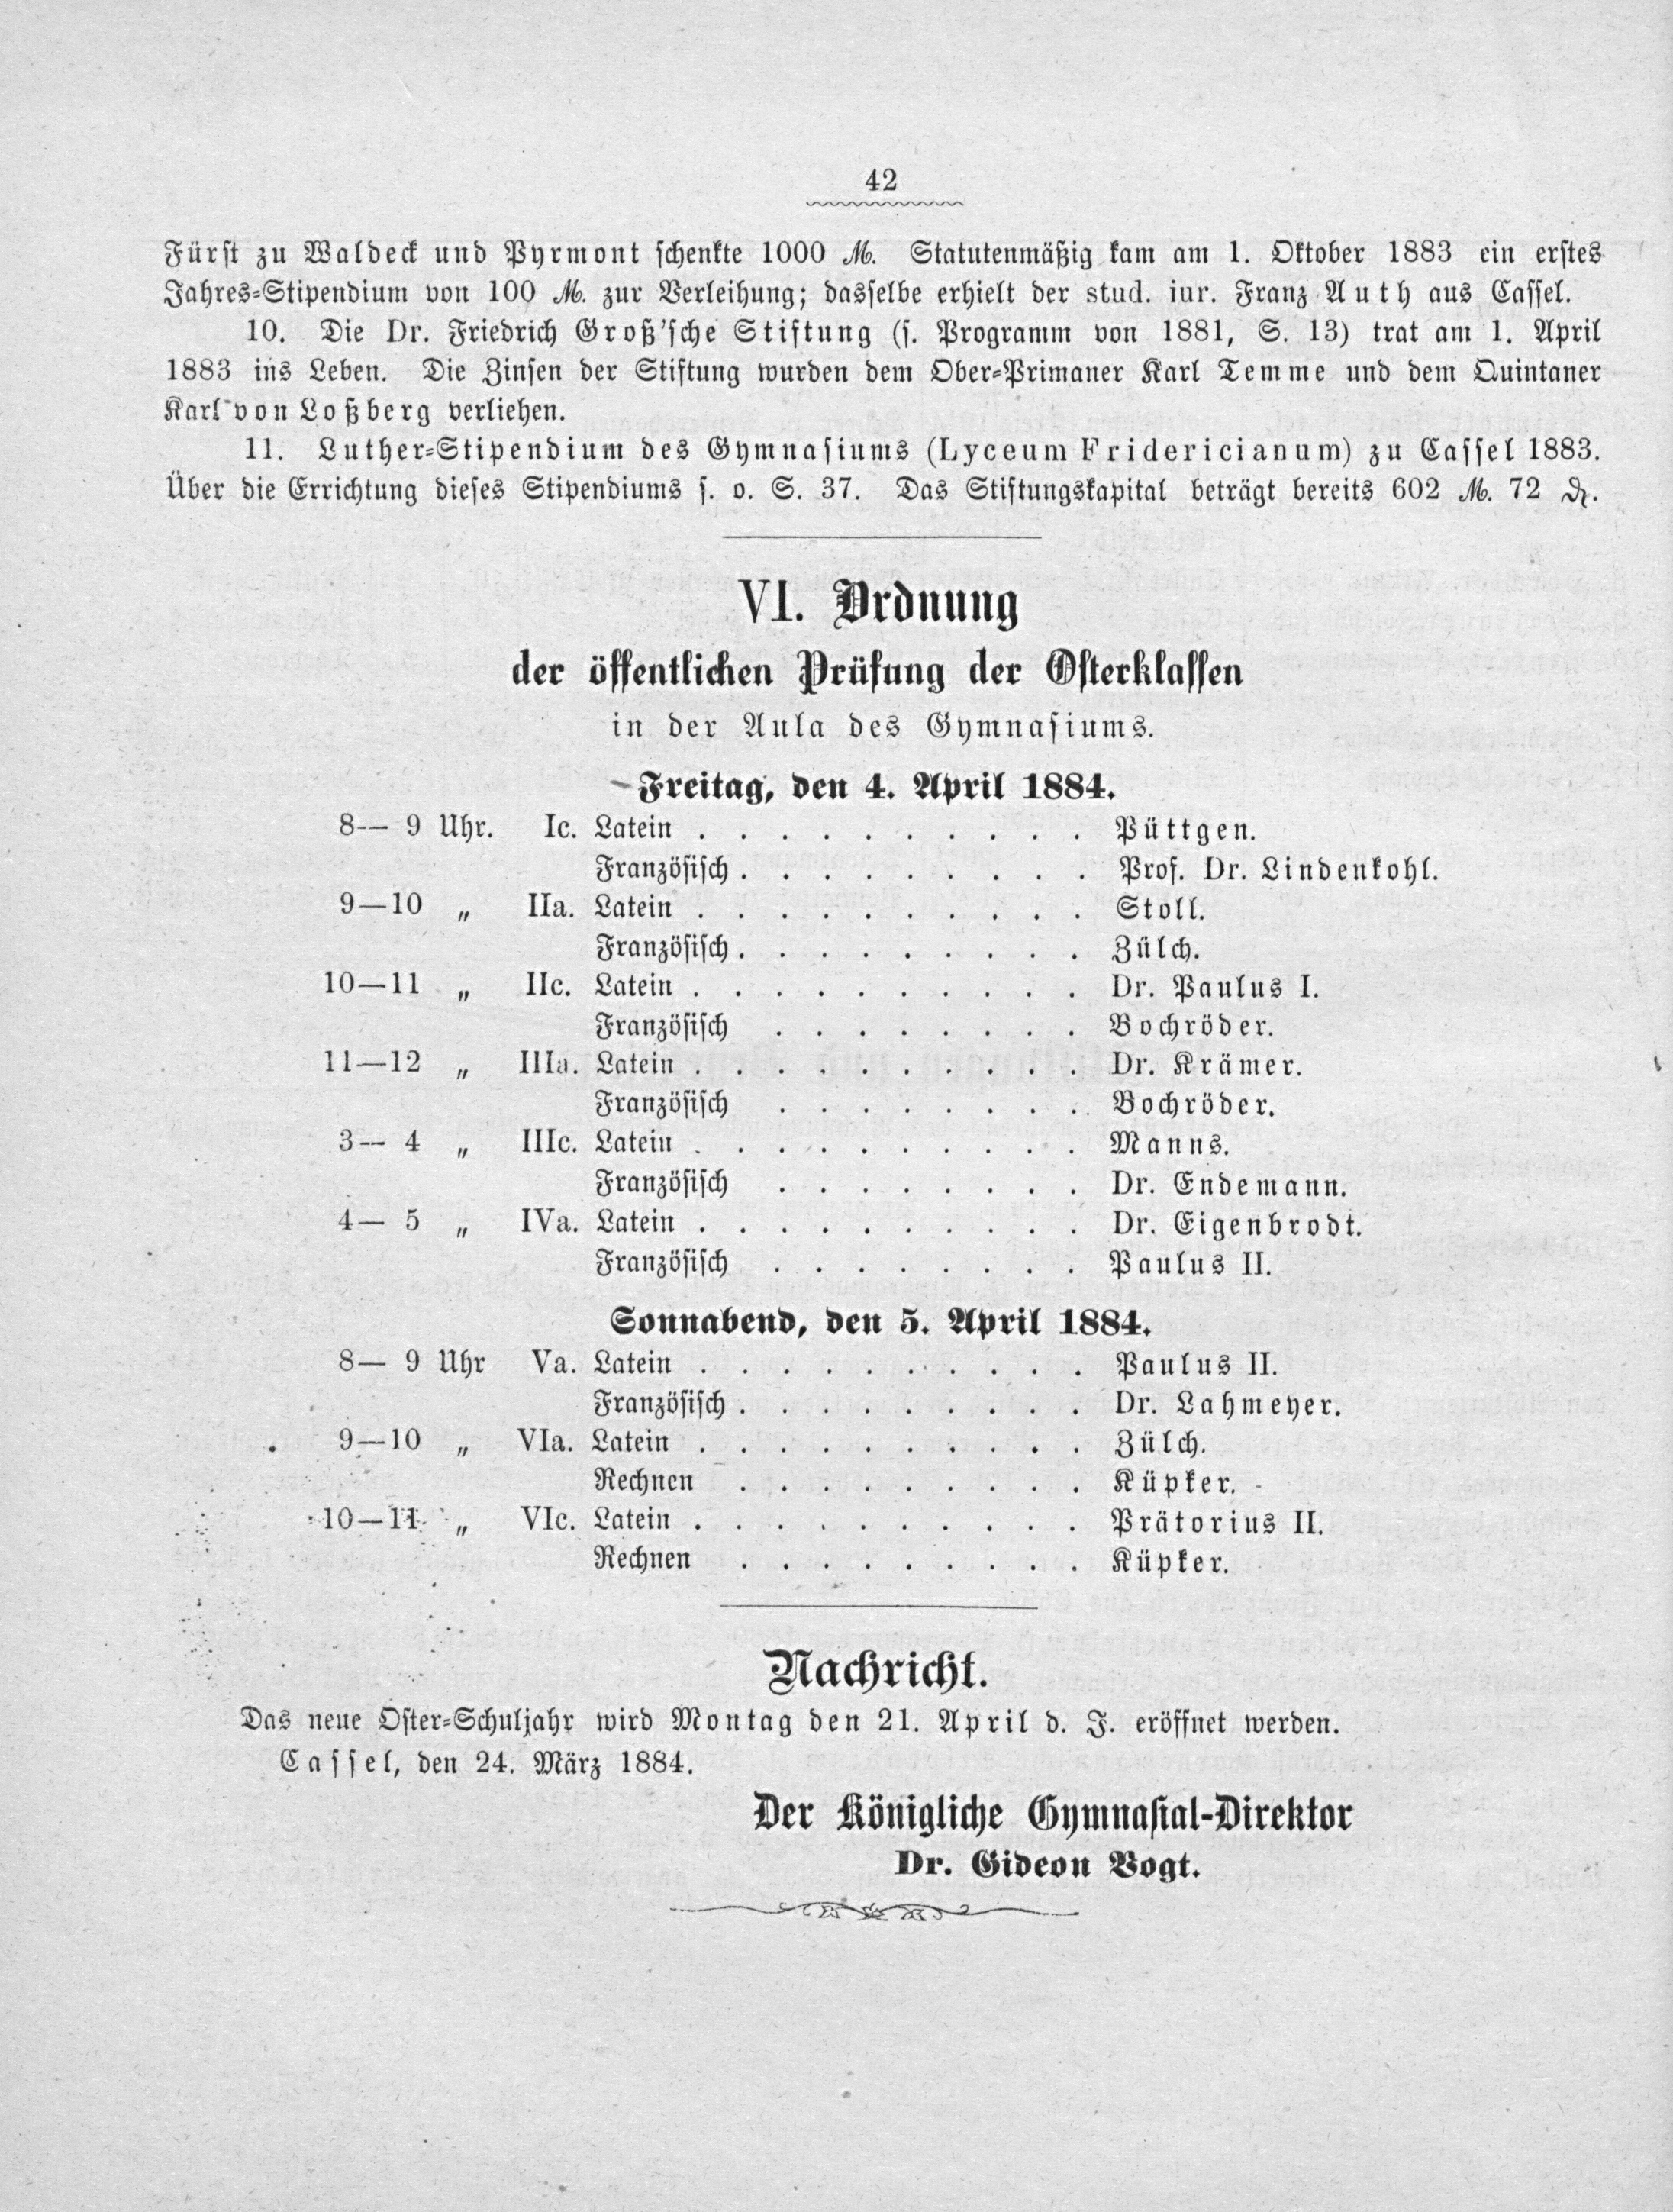 42
Fürst zu Waldeck und Pyrmont schenkte 1000 ℳ. Statutenmäßig kam am 1. Oktober 1883 ein erstes
Jahres-Stipendium von 100 ℳ. zur Verleihung; dasselbe erhielt der stud. iur. Franz Auth aus Cassel.
10. Die Dr. Friedrich Groß'sche Stiftung (s. Programm von 1881, S. 13) trat am 1. April
1883 ins Leben. Die Zinsen der Stiftung wurden dem Ober-Primaner Karl Temme und dem Quintaner
Karl von Loßberg verliehen.
11. Luther-Stipendium des Gymnasiums (Lyceum Fridericianum) zu Cassel 1883.
Über die Errichtung dieses Stipendiums s. o. S. 37. Das Stiftungskapital beträgt bereits 602 ℳ. 72 ₰.
VI. Ordnung
der öffentlichen Prüfung der Osterklassen
in der Aula des Gymnasiums.
Freitag, den 4. April 1884.
8— 9 Uhr. Ic. Latein . . . . . . . . . . Püttgen.
Französisch . . . . . . . . . Prof. Dr. Lindenkohl.
9—10 „ IIa. Latein . . . . . . . . . . Stoll.
Französisch . . . . . . . . . Zülch.
10—11 „ IIc. Latein . . . . . . . . . . Dr. Paulus I.
Französisch . . . . . . . . Bochröder.
11—12 „ IIIa. Latein . . . . . . . . . . Dr. Krämer.
Französisch . . . . . . . . Bochröder.
3— 4 „ IIIc. Latein . . . . . . . . . . Manns.
Französisch . . . . . . . . Dr. Endemann.
4— 5 „ IVa. Latein . . . . . . . . . . Dr. Eigenbrodt.
Französisch . . . . . . . . Paulus II.
Sonnabend, den 5. April 1884.
8— 9 Uhr Va. Latein . . . . . . . . . . Paulus II.
Französisch . . . . . . . . . Dr. Lahmeyer.
9—10 „ VIa. Latein . . . . . . . . . . Zülch.
Rechnen . . . . . . . . . Küpker.
10—11 „ VIc. Latein . . . . . . . . . . Prätorius II.
Rechnen . . . . . . . . . Küpker.
Nachricht.
Das neue Oster-Schuljahr wird Montag den 21. April d. J. eröffnet werden.
Cassel, den 24. März 1884.
Der Königliche Gymnasial-Direktor
Dr. Gideon Vogt.